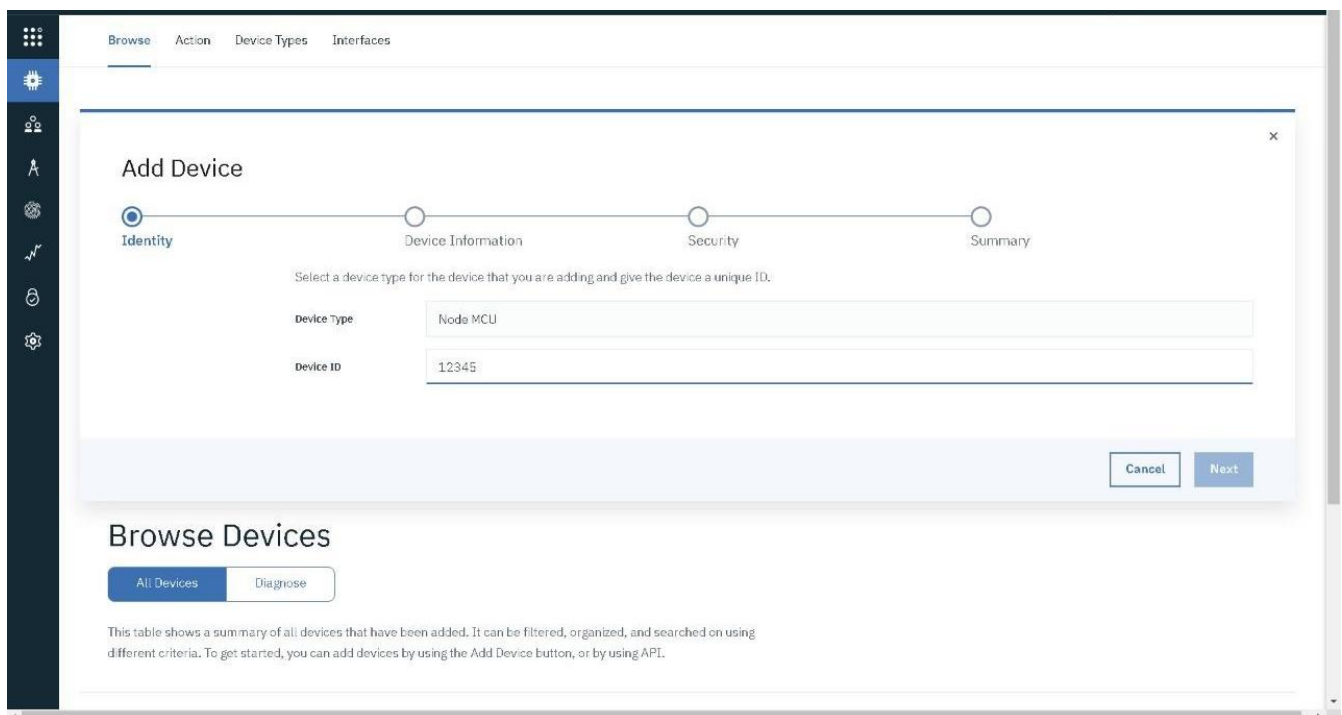 Browse Action Device Types Interfaces
Add Device
Identity Device Information Security Summary
Select a device type for the device that you are adding and give the device a unique ID.
Device Type Node MCU
Device ID 12345
Cancel Next
Browse Devices
All Devices Diagnose
This table shows a summary of all devices that have been added. It can be filtered, organized, and searched on using
different criteria. To get started, you can add devices by using the Add Device button, or by using API.